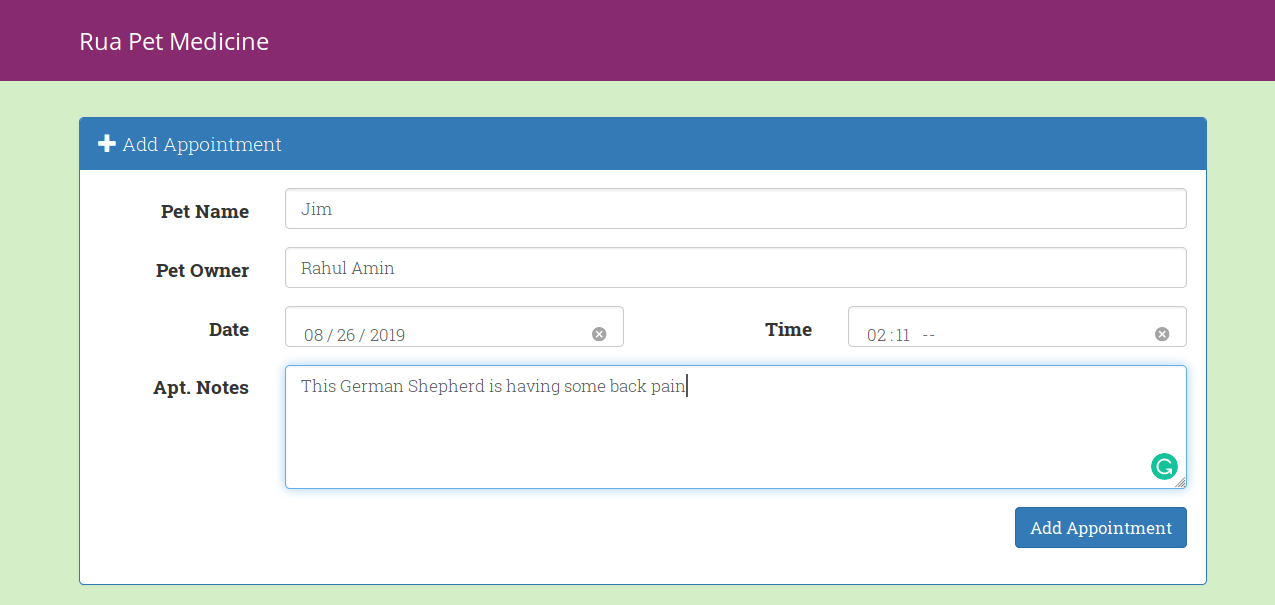 Rua Pet Medicine
Add Appointment
Pet Name Jim
Pet Owner Rahul Amin
Date 08 / 26 / 2019 Time 02 : 11 --
Apt. Notes This German Shepherd is having some back pain
Add Appointment